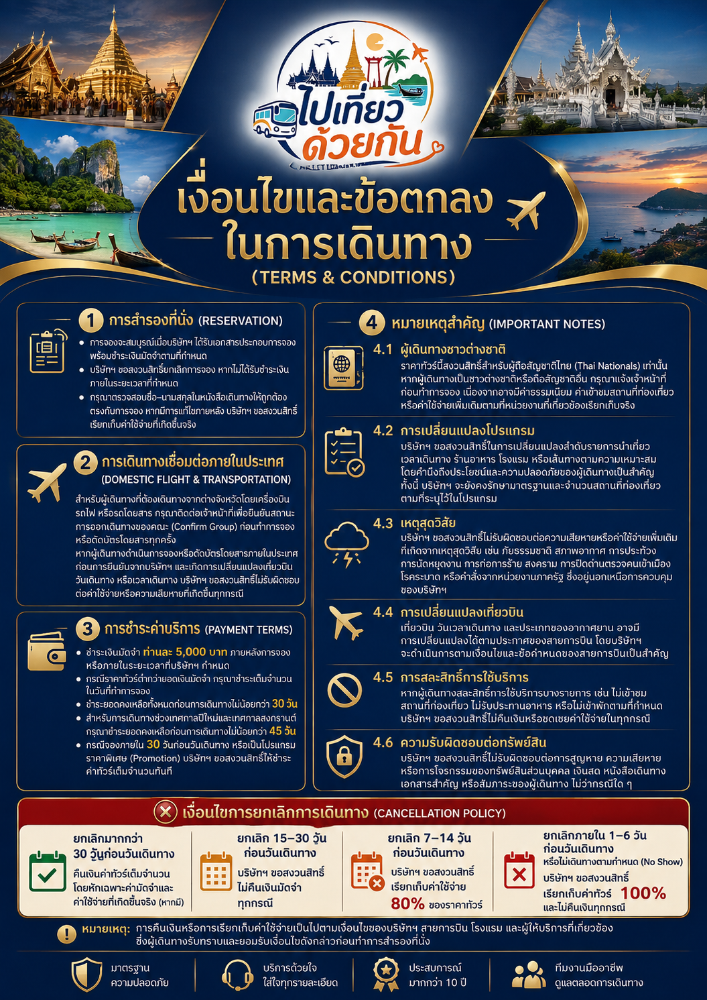 ไปเที่ยว
ด้วยกัน
เงื่อนไขและข้อตกลง
ในการเดินทาง
(TERMS & CONDITIONS)
1 การสำรองที่นั่ง (RESERVATION)
• การจองจะสมบูรณ์เมื่อบริษัทฯ ได้รับเอกสารประกอบการจอง
พร้อมชำระเงินมัดจำตามที่กำหนด
• บริษัทฯ ขอสงวนสิทธิ์ยกเลิกการจอง หากไม่ได้รับชำระเงิน
ภายในระยะเวลาที่กำหนด
• กรุณาตรวจสอบชื่อ–นามสกุลในหนังสือเดินทางให้ถูกต้อง
ตรงกับการจอง หากมีการแก้ไขภายหลัง บริษัทฯ ขอสงวนสิทธิ์
เรียกเก็บค่าใช้จ่ายที่เกิดขึ้นจริง
2 การเดินทางเชื่อมต่อภายในประเทศ
(DOMESTIC FLIGHT & TRANSPORTATION)
สำหรับผู้เดินทางที่ต้องเดินทางจากต่างจังหวัดโดยเครื่องบิน
รถไฟ หรือรถโดยสาร กรุณาติดต่อเจ้าหน้าที่เพื่อยืนยันสถานะ
การออกเดินทางของคณะ (Confirm Group) ก่อนทำการจอง
หรือตัดบัตรโดยสารทุกครั้ง
หากผู้เดินทางดำเนินการจองหรือตัดบัตรโดยสารภายในประเทศ
ก่อนการยืนยันจากบริษัทฯ และเกิดการเปลี่ยนแปลงเที่ยวบิน
วันเดินทาง หรือเวลาเดินทาง บริษัทฯ ขอสงวนสิทธิ์ไม่รับผิดชอบ
ต่อค่าใช้จ่ายหรือความเสียหายที่เกิดขึ้นทุกกรณี
3 การชำระค่าบริการ (PAYMENT TERMS)
• ชำระเงินมัดจำ ท่านละ 5,000 บาท ภายหลังการจอง
หรือภายในระยะเวลาที่บริษัทฯ กำหนด
• กรณีราคาทัวร์ต่ำกว่ายอดเงินมัดจำ กรุณาชำระเต็มจำนวน
ในวันที่ทำการจอง
• ชำระยอดคงเหลือทั้งหมดก่อนการเดินทางไม่น้อยกว่า 30 วัน
• สำหรับการเดินทางช่วงเทศกาลปีใหม่และเทศกาลสงกรานต์
กรุณาชำระยอดคงเหลือก่อนการเดินทางไม่น้อยกว่า 45 วัน
• กรณีจองภายใน 30 วันก่อนวันเดินทาง หรือเป็นโปรแกรม
ราคาพิเศษ (Promotion) บริษัทฯ ขอสงวนสิทธิ์ให้ชำระ
ค่าทัวร์เต็มจำนวนทันที
4 หมายเหตุสำคัญ (IMPORTANT NOTES)
4.1 ผู้เดินทางชาวต่างชาติ
ราคาทัวร์นี้สงวนสิทธิ์สำหรับผู้ถือสัญชาติไทย (Thai Nationals) เท่านั้น
หากผู้เดินทางเป็นชาวต่างชาติหรือถือสัญชาติอื่น กรุณาแจ้งเจ้าหน้าที่
ก่อนทำการจอง เนื่องจากอาจมีค่าธรรมเนียม ค่าเข้าชมสถานที่ท่องเที่ยว
หรือค่าใช้จ่ายเพิ่มเติมตามที่หน่วยงานที่เกี่ยวข้องเรียกเก็บจริง
4.2 การเปลี่ยนแปลงโปรแกรม
บริษัทฯ ขอสงวนสิทธิ์ในการเปลี่ยนแปลงลำดับรายการนำเที่ยว
เวลาเดินทาง ร้านอาหาร โรงแรม หรือเส้นทางตามความเหมาะสม
โดยคำนึงถึงประโยชน์และความปลอดภัยของผู้เดินทางเป็นสำคัญ
ทั้งนี้ บริษัทฯ จะยังคงรักษามาตรฐานและจำนวนสถานที่ท่องเที่ยว
ตามที่ระบุไว้ในโปรแกรม
4.3 เหตุสุดวิสัย
บริษัทฯ ขอสงวนสิทธิ์ไม่รับผิดชอบต่อความเสียหายหรือค่าใช้จ่ายเพิ่มเติม
ที่เกิดจากเหตุสุดวิสัย เช่น ภัยธรรมชาติ สภาพอากาศ การประท้วง
การนัดหยุดงาน การก่อการร้าย สงคราม การปิดด่านตรวจคนเข้าเมือง
โรคระบาด หรือคำสั่งจากหน่วยงานภาครัฐ ซึ่งอยู่นอกเหนือการควบคุม
ของบริษัทฯ
4.4 การเปลี่ยนแปลงเที่ยวบิน
เที่ยวบิน วันเวลาเดินทาง และประเภทของอากาศยาน อาจมี
การเปลี่ยนแปลงได้ตามประกาศของสายการบิน โดยบริษัทฯ
จะดำเนินการตามเงื่อนไขและข้อกำหนดของสายการบินเป็นสำคัญ
4.5 การสละสิทธิ์การใช้บริการ
หากผู้เดินทางสละสิทธิ์การใช้บริการบางรายการ เช่น ไม่เข้าชม
สถานที่ท่องเที่ยว ไม่รับประทานอาหาร หรือไม่เข้าพักตามที่กำหนด
บริษัทฯ ขอสงวนสิทธิ์ไม่คืนเงินหรือชดเชยค่าใช้จ่ายในทุกกรณี
4.6 ความรับผิดชอบต่อทรัพย์สิน
บริษัทฯ ขอสงวนสิทธิ์ไม่รับผิดชอบต่อการสูญหาย ความเสียหาย
หรือการโจรกรรมของทรัพย์สินส่วนบุคคล เงินสด หนังสือเดินทาง
เอกสารสำคัญ หรือสัมภาระของผู้เดินทาง ไม่ว่ากรณีใด ๆ
เงื่อนไขการยกเลิกการเดินทาง (CANCELLATION POLICY)
ยกเลิกมากกว่า
30 วันก่อนวันเดินทาง
คืนเงินค่าทัวร์เต็มจำนวน
โดยหักเฉพาะค่ามัดจำและ
ค่าใช้จ่ายที่เกิดขึ้นจริง (หากมี)
ยกเลิก 15–30 วัน
ก่อนวันเดินทาง
บริษัทฯ ขอสงวนสิทธิ์
ไม่คืนเงินมัดจำ
ทุกกรณี
ยกเลิก 7–14 วัน
ก่อนวันเดินทาง
บริษัทฯ ขอสงวนสิทธิ์
เรียกเก็บค่าใช้จ่าย
80% ของราคาทัวร์
ยกเลิกภายใน 1–6 วัน
ก่อนวันเดินทาง
หรือไม่เดินทางตามกำหนด (No Show)
บริษัทฯ ขอสงวนสิทธิ์
เรียกเก็บค่าทัวร์ 100%
และไม่คืนเงินทุกกรณี
หมายเหตุ: การคืนเงินหรือการเรียกเก็บค่าใช้จ่ายเป็นไปตามเงื่อนไขของบริษัทฯ สายการบิน โรงแรม และผู้ให้บริการที่เกี่ยวข้อง
ซึ่งผู้เดินทางรับทราบและยอมรับเงื่อนไขดังกล่าวก่อนทำการสำรองที่นั่ง
มาตรฐาน
ความปลอดภัย
บริการด้วยใจ
ใส่ใจทุกรายละเอียด
ประสบการณ์
มากกว่า 10 ปี
ทีมงานมืออาชีพ
ดูแลตลอดการเดินทาง